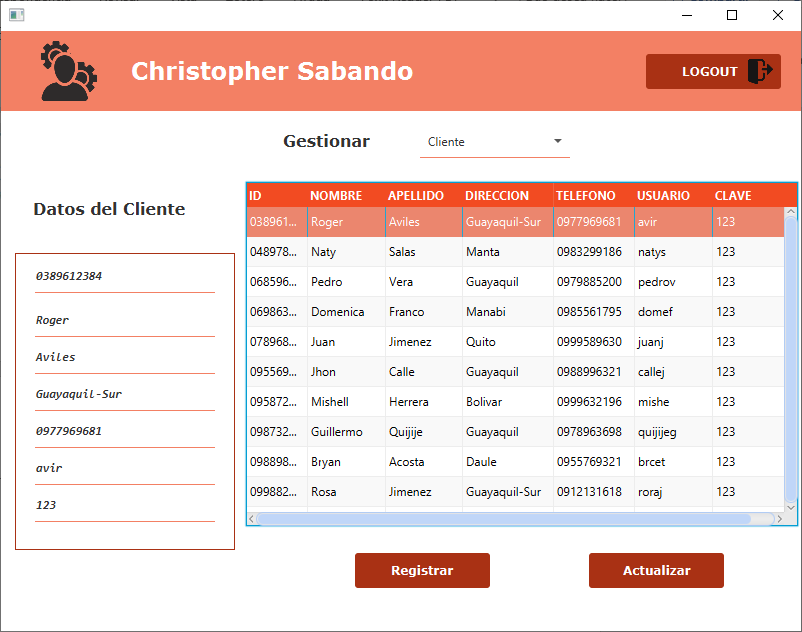 Christopher Sabando
LOGOUT
Gestionar Cliente
Datos del Cliente
0389612384
Roger
Aviles
Guayaquil-Sur
0977969681
avir
123
ID NOMBRE APELLIDO DIRECCION TELEFONO USUARIO CLAVE
038961... Roger Aviles Guayaquil-Sur 0977969681 avir 123
048978... Naty Salas Manta 0983299186 natys 123
068596... Pedro Vera Guayaquil 0979885200 pedrov 123
069863... Domenica Franco Manabi 0985561795 domef 123
078968... Juan Jimenez Quito 0999589630 juanj 123
095569... Jhon Calle Guayaquil 0988996321 callej 123
095872... Mishell Herrera Bolivar 0999632196 mishe 123
098732... Guillermo Quijije Guayaquil 0978963698 quijijeg 123
098898... Bryan Acosta Daule 0955769321 brcet 123
099882... Rosa Jimenez Guayaquil-Sur 0912131618 roraj 123
Registrar Actualizar